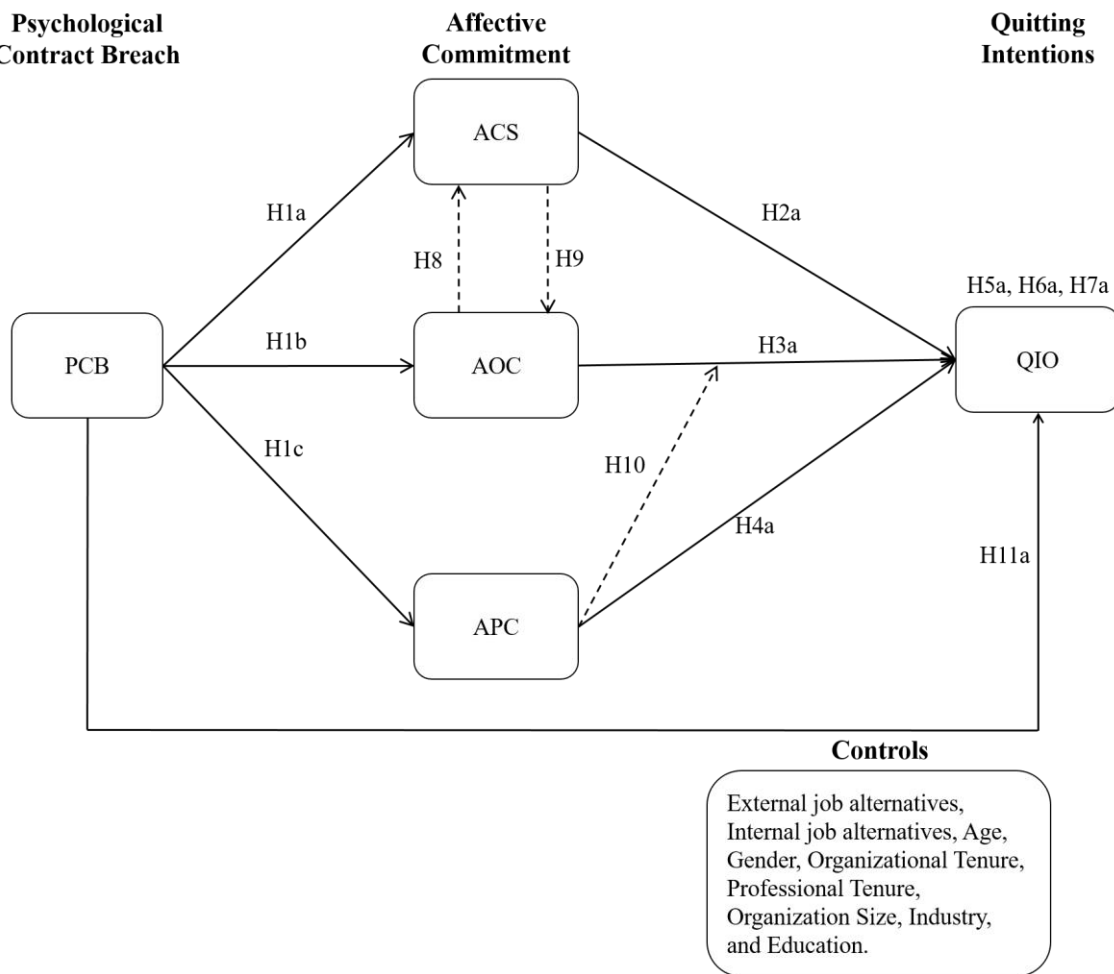 Psychological
Contract Breach
Affective
Commitment
Quitting
Intentions
ACS
H1a
H2a
H8
H9
H5a, H6a, H7a
PCB
H1b
AOC
H3a
QIO
H1c
H10
H4a
H11a
APC
Controls
External job alternatives,
Internal job alternatives, Age,
Gender, Organizational Tenure,
Professional Tenure,
Organization Size, Industry,
and Education.